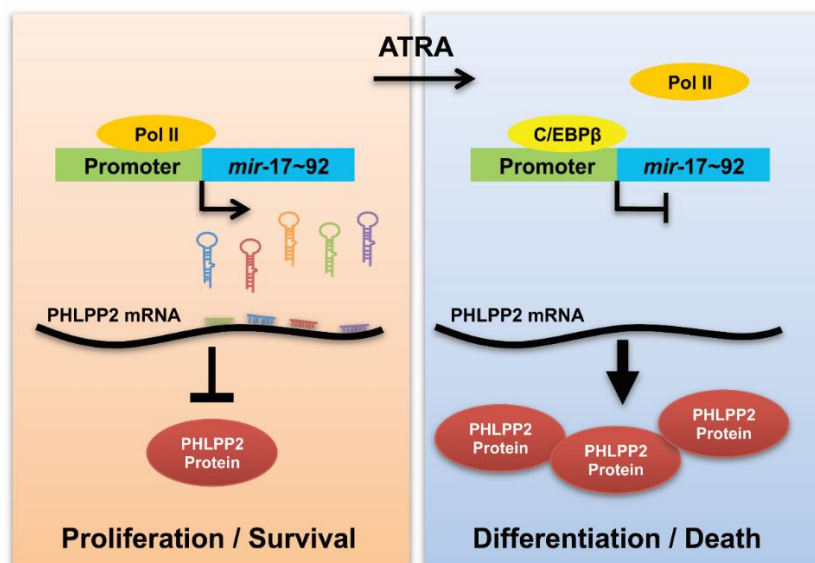 ATRA
Pol II
Promoter mir-17~92
PHLPP2 mRNA
PHLPP2
Protein
Proliferation / Survival
Pol II
C/EBPβ
Promoter mir-17~92
PHLPP2 mRNA
PHLPP2
Protein
PHLPP2
Protein
PHLPP2
Protein
Differentiation / Death